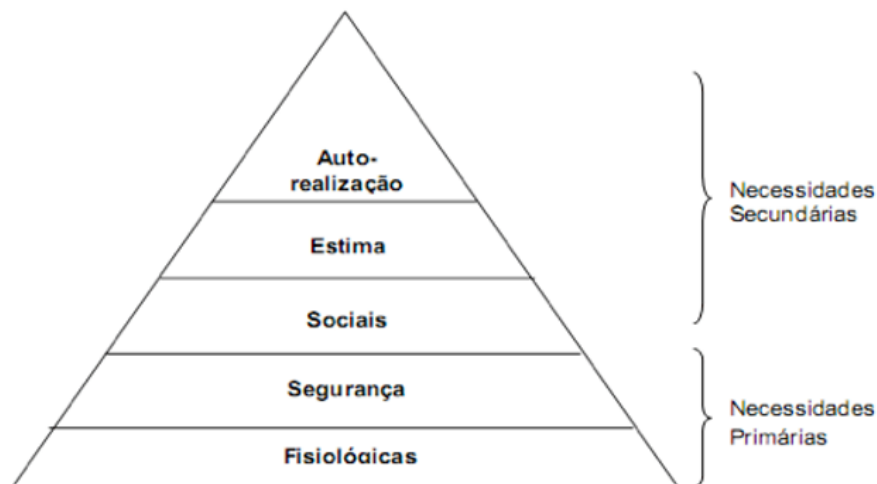 Auto-
realização
Estima
Sociais
Segurança
Fisiológicas
Necessidades
Secundárias
Necessidades
Primárias